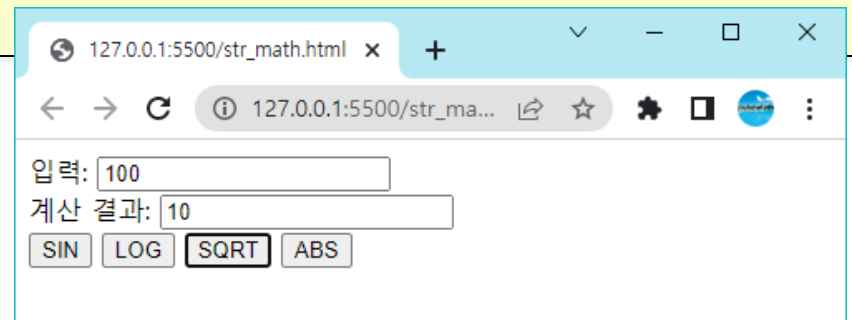 127.0.0.1:5500/str_math.html
127.0.0.1:5500/str_ma...
입력: 100
계산 결과: 10
SIN LOG SQRT ABS